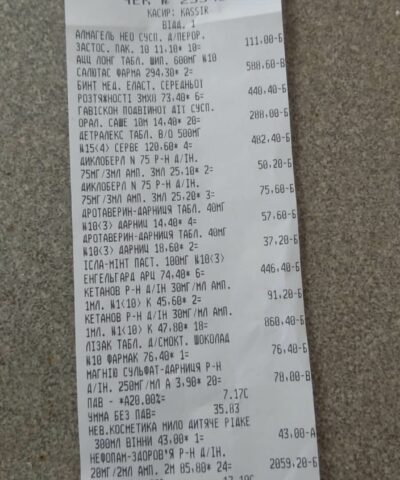 ЧЕК №
КАСИР: KASSIR
ВІДД. 1
АЛМАГЕЛЬ НЕО СУСП. Д/ПЕРОР.
ЗАСТОС. ПАК. 10 11.10* 10= 111.00-Б
АЦЦ ЛОНГ ТАБЛ. ШИП. 600МГ №10
САЛЮТАС ФАРМА 294.30* 2= 588.60-В
БИНТ МЕД. ЕЛАСТ. СЕРЕДНЬОЇ
РОЗТЯЖНОСТІ 3МХ8 73.40* 6= 440.40-Б
ГАВІСКОН ПОДВІЙНОЇ ДІЇ СУСП.
ОРАЛ. САШЕ 10М 14.40* 20= 288.00-Б
ДЕТРАЛЕКС ТАБЛ. В/О 500МГ
№15(4) СЕРВЕ 120.60* 4= 482.40-Б
ДИКЛОБЕРЛ N 75 Р-Н Д/ІН.
75МГ/3МЛ АМП. 3МЛ 25.10* 2= 50.20-Б
ДИКЛОБЕРЛ N 75 Р-Н Д/ІН.
75МГ/3МЛ АМП. 3МЛ 25.20* 3= 75.60-Б
ДРОТАВЕРИН-ДАРНИЦЯ ТАБЛ. 40МГ
№10(3) ДАРНИЦ 14.40* 4= 57.60-Б
ДРОТАВЕРИН-ДАРНИЦЯ ТАБЛ. 40МГ
№10(3) ДАРНИЦ 18.60* 2= 37.20-Б
ІСЛА-МІНТ ПАСТ. 100МГ №10(3)
ЕНГЕЛЬГАРД АРЦ 74.40* 6= 446.40-Б
КЕТАНОВ Р-Н Д/ІН 30МГ/МЛ АМП.
1МЛ. №1(10) К 45.60* 2= 91.20-Б
КЕТАНОВ Р-Н Д/ІН 30МГ/МЛ АМП.
1МЛ. №1(10) К 47.80* 18= 860.40-Б
ЛІЗАК ТАБЛ. Д/СМОКТ. ШОКОЛАД
№10 ФАРМАК 76.40* 1= 76.40-Б
МАГНІЮ СУЛЬФАТ-ДАРНИЦЯ Р-Н
Д/ІН. 250МГ/МЛ А 3.90* 20= 78.00-В
ПДВ - *А20.00%= 7.17С
УММА БЕЗ ПДВ= 35.83
НЕВ.КОСМЕТИКА МИЛО ДИТЯЧЕ РІДКЕ
300МЛ ВІННИ 43.00* 1= 43.00-А
НЕФОПАМ-ЗДОРОВ'Я Р-Н Д/ІН.
20МГ/2МЛ АМП. 2М 85.80* 24= 2059.20-Б